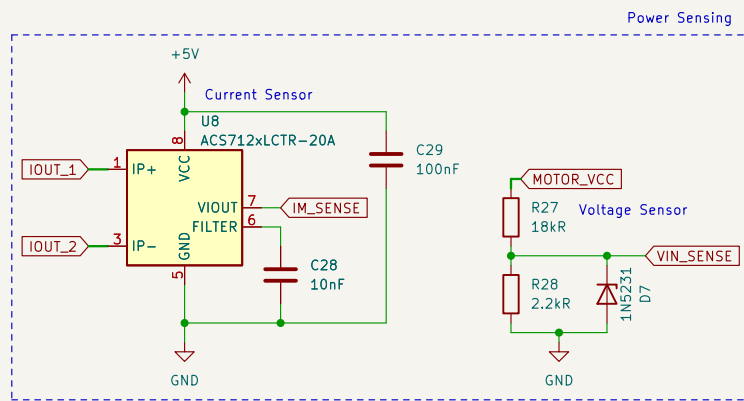 Power Sensing
+5V
Current Sensor
U8
ACS712xLCTR-20A
8
VCC
C29
100nF
IOUT_1
1
IP+
MOTOR_VCC
VIOUT
7
IM_SENSE
R27
18kR
Voltage Sensor
FILTER
6
IOUT_2
3
IP-
GND
5
VIN_SENSE
C28
10nF
R28
2.2kR
1N5231
D7
GND
GND